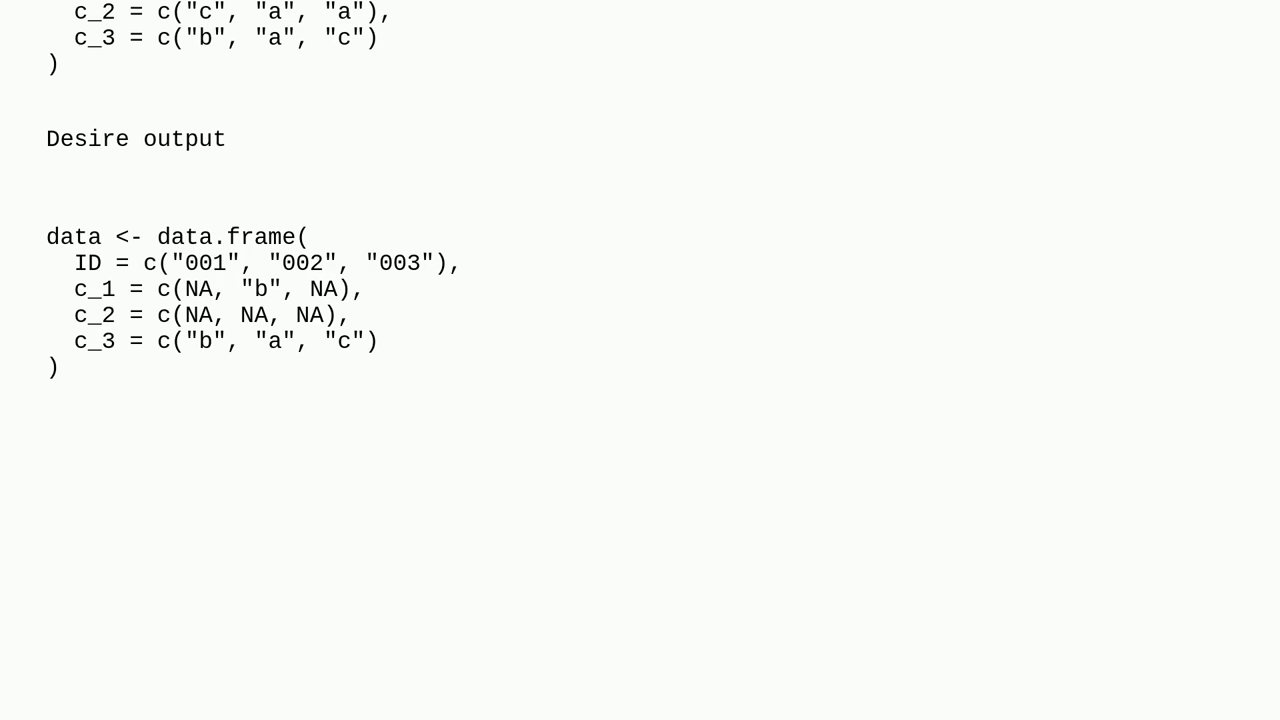 c_2 = c("c", "a", "a"),
  c_3 = c("b", "a", "c")
)
Desire output
data <- data.frame(
  ID = c("001", "002", "003"),
  c_1 = c(NA, "b", NA),
  c_2 = c(NA, NA, NA),
  c_3 = c("b", "a", "c")
)